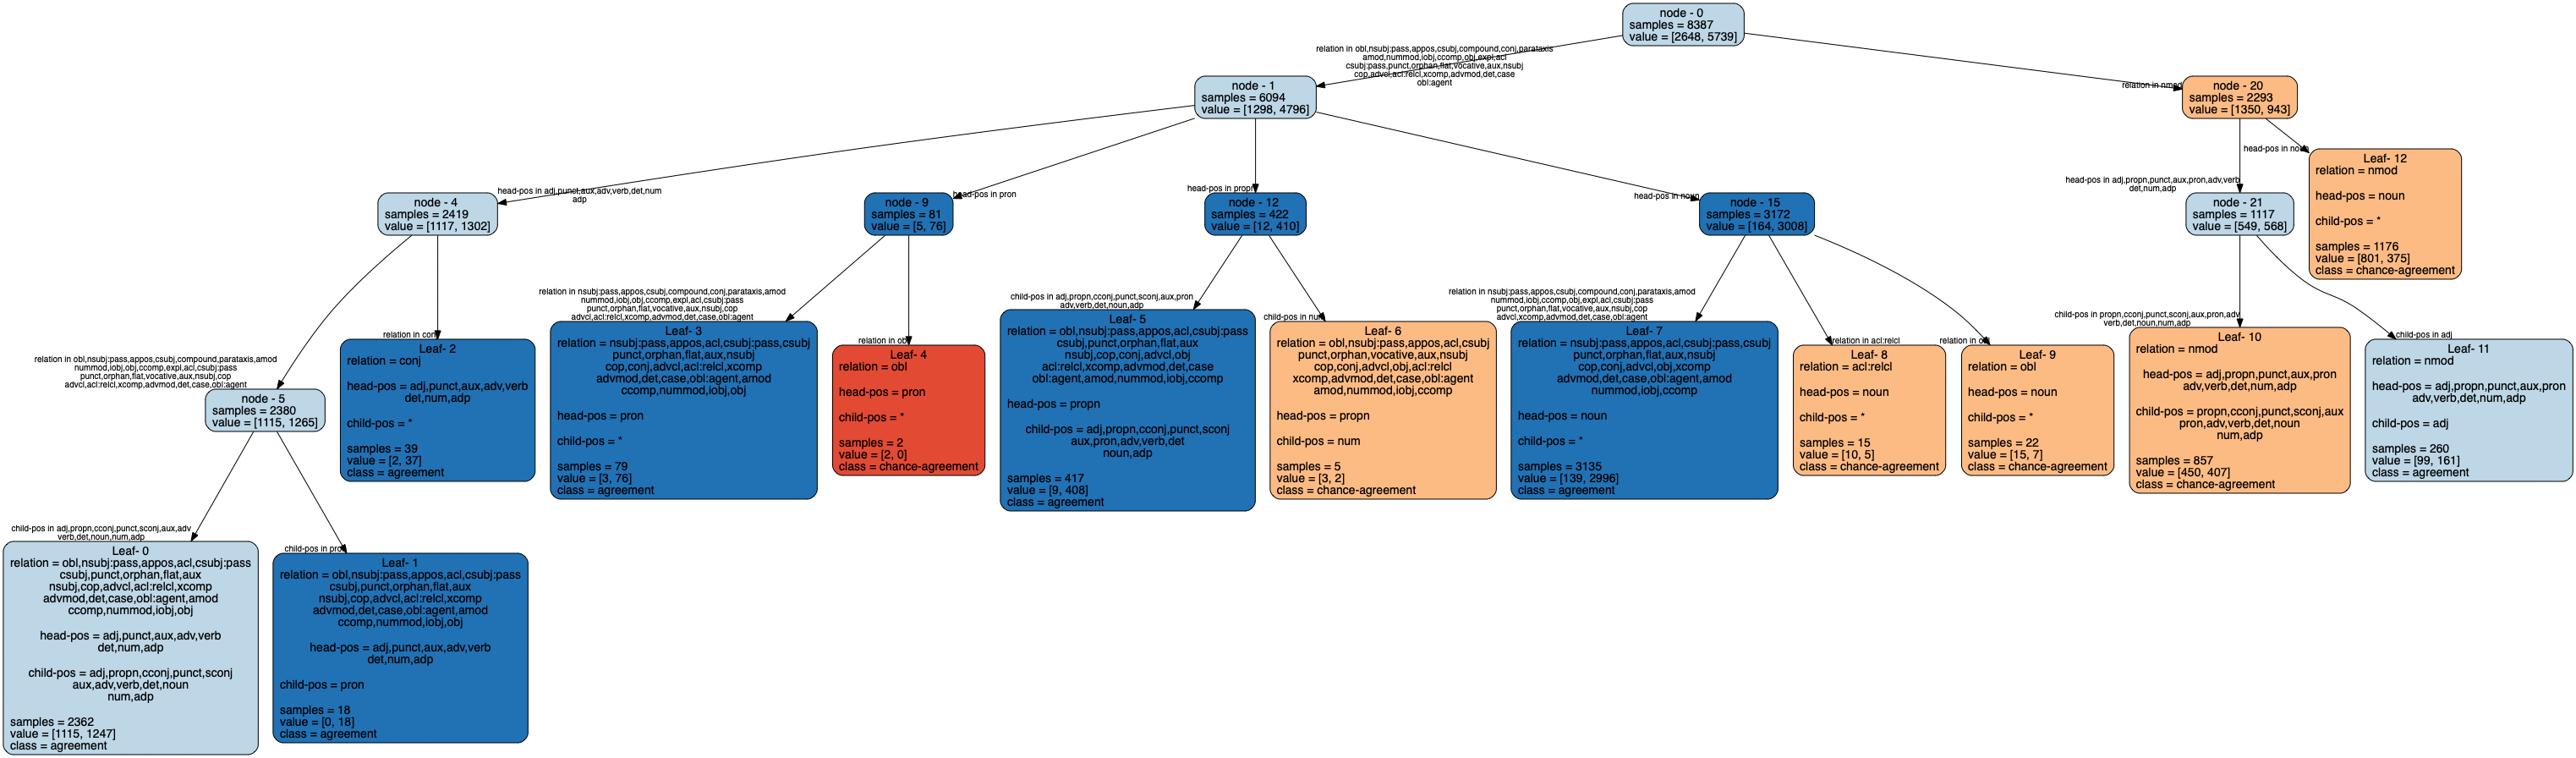 node - 0
samples = 8387
value = [2648, 5739]
relation in obl,nsubj:pass,appos,csubj,compound,conj,parataxis
amod,nummod,iobj,ccomp,obj,expl,acl
csubj:pass,punct,orphan,flat,vocative,aux,nsubj
cop,advcl,acl:relcl,xcomp,advmod,det,case
obl:agent
node - 1
samples = 6094
value = [1298, 4796]
relation in nmod
node - 20
samples = 2293
value = [1350, 943]
head-pos in adj,punct,aux,adv,verb,det,num
adp
node - 4
samples = 2419
value = [1117, 1302]
head-pos in pron
node - 9
samples = 81
value = [5, 76]
head-pos in propn
node - 12
samples = 422
value = [12, 410]
head-pos in noun
node - 15
samples = 3172
value = [164, 3008]
head-pos in adj,propn,punct,aux,pron,adv,verb
det,num,adp
node - 21
samples = 1117
value = [549, 568]
head-pos in noun
Leaf- 12
relation = nmod
head-pos = noun
child-pos = *
samples = 1176
value = [801, 375]
class = chance-agreement
relation in obl,nsubj:pass,appos,csubj,compound,parataxis,amod
nummod,iobj,obj,ccomp,expl,acl,csubj:pass
punct,orphan,flat,vocative,aux,nsubj,cop
advcl,acl:relcl,xcomp,advmod,det,case,obl:agent
node - 5
samples = 2380
value = [1115, 1265]
relation in conj
Leaf- 2
relation = conj
head-pos = adj,punct,aux,adv,verb
det,num,adp
child-pos = *
samples = 39
value = [2, 37]
class = agreement
relation in nsubj:pass,appos,csubj,compound,conj,parataxis,amod
nummod,iobj,obj,ccomp,expl,acl,csubj:pass
punct,orphan,flat,vocative,aux,nsubj,cop
advcl,acl:relcl,xcomp,advmod,det,case,obl:agent
Leaf- 3
relation = nsubj:pass,appos,acl,csubj:pass,csubj
punct,orphan,flat,aux,nsubj
cop,conj,advcl,acl:relcl,xcomp
advmod,det,case,obl:agent,amod
ccomp,nummod,iobj,obj
head-pos = pron
child-pos = *
samples = 79
value = [3, 76]
class = agreement
relation in obl
Leaf- 4
relation = obl
head-pos = pron
child-pos = *
samples = 2
value = [2, 0]
class = chance-agreement
child-pos in adj,propn,cconj,punct,sconj,aux,pron
adv,verb,det,noun,adp
Leaf- 5
relation = obl,nsubj:pass,appos,acl,csubj:pass
csubj,punct,orphan,flat,aux
nsubj,cop,conj,advcl,obj
acl:relcl,xcomp,advmod,det,case
obl:agent,amod,nummod,iobj,ccomp
head-pos = propn
child-pos = adj,propn,cconj,punct,sconj
aux,pron,adv,verb,det
noun,adp
samples = 417
value = [9, 408]
class = agreement
child-pos in num
Leaf- 6
relation = obl,nsubj:pass,appos,acl,csubj
punct,orphan,vocative,aux,nsubj
cop,conj,advcl,obj,acl:relcl
xcomp,advmod,det,case,obl:agent
amod,nummod,iobj,ccomp
head-pos = propn
child-pos = num
samples = 5
value = [3, 2]
class = chance-agreement
relation in nsubj:pass,appos,csubj,compound,conj,parataxis,amod
nummod,iobj,ccomp,obj,expl,acl,csubj:pass
punct,orphan,flat,vocative,aux,nsubj,cop
advcl,xcomp,advmod,det,case,obl:agent
Leaf- 7
relation = nsubj:pass,appos,acl,csubj:pass,csubj
punct,orphan,flat,aux,nsubj
cop,conj,advcl,obj,xcomp
advmod,det,case,obl:agent,amod
nummod,iobj,ccomp
head-pos = noun
child-pos = *
samples = 3135
value = [139, 2996]
class = agreement
relation in acl:relcl
Leaf- 8
relation = acl:relcl
head-pos = noun
child-pos = *
samples = 15
value = [10, 5]
class = chance-agreement
relation in obl
Leaf- 9
relation = obl
head-pos = noun
child-pos = *
samples = 22
value = [15, 7]
class = chance-agreement
child-pos in propn,cconj,punct,sconj,aux,pron,adv
verb,det,noun,num,adp
Leaf- 10
relation = nmod
head-pos = adj,propn,punct,aux,pron
adv,verb,det,num,adp
child-pos = propn,cconj,punct,sconj,aux
pron,adv,verb,det,noun
num,adp
samples = 857
value = [450, 407]
class = chance-agreement
child-pos in adj
Leaf- 11
relation = nmod
head-pos = adj,propn,punct,aux,pron
adv,verb,det,num,adp
child-pos = adj
samples = 260
value = [99, 161]
class = agreement
child-pos in adj,propn,cconj,punct,sconj,aux,adv
verb,det,noun,num,adp
Leaf- 0
relation = obl,nsubj:pass,appos,acl,csubj:pass
csubj,punct,orphan,flat,aux
nsubj,cop,advcl,acl:relcl,xcomp
advmod,det,case,obl:agent,amod
ccomp,nummod,iobj,obj
head-pos = adj,punct,aux,adv,verb
det,num,adp
child-pos = adj,propn,cconj,punct,sconj
aux,adv,verb,det,noun
num,adp
samples = 2362
value = [1115, 1247]
class = agreement
child-pos in pron
Leaf- 1
relation = obl,nsubj:pass,appos,acl,csubj:pass
csubj,punct,orphan,flat,aux
nsubj,cop,advcl,acl:relcl,xcomp
advmod,det,case,obl:agent,amod
ccomp,nummod,iobj,obj
head-pos = adj,punct,aux,adv,verb
det,num,adp
child-pos = pron
samples = 18
value = [0, 18]
class = agreement